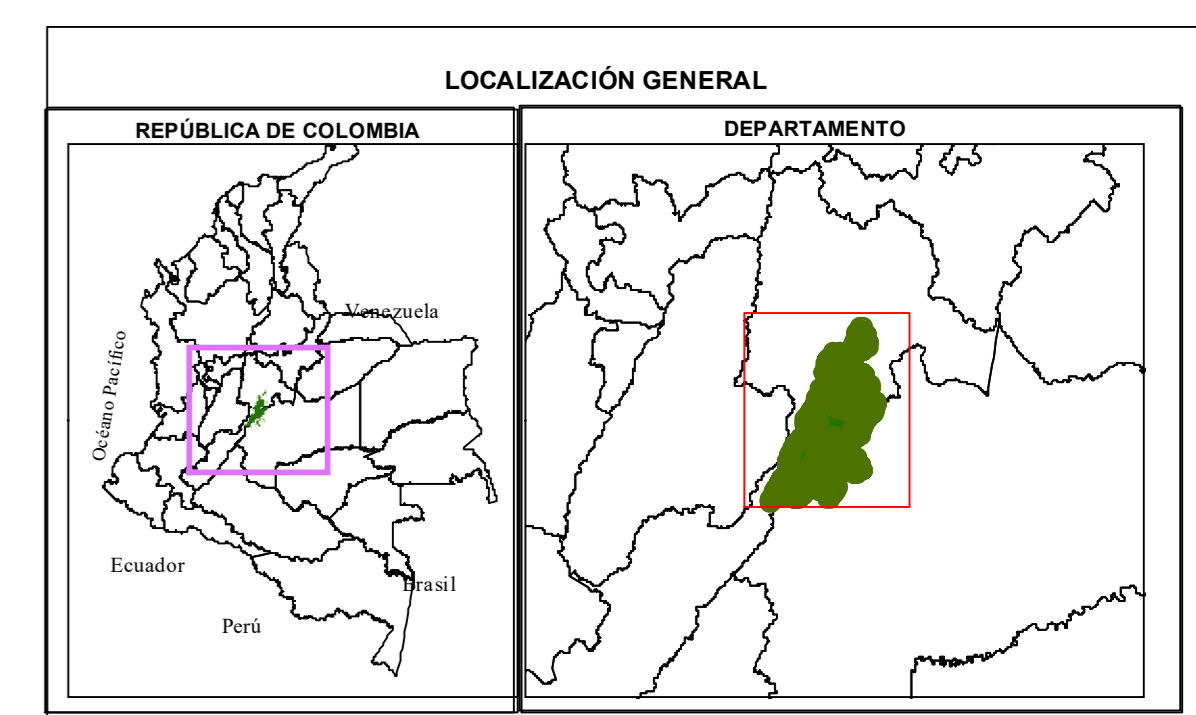 LOCALIZACIÓN GENERAL
REPÚBLICA DE COLOMBIA
DEPARTAMENTO
Venezuela
Océano Pacífico
Ecuador
Brasil
Perú